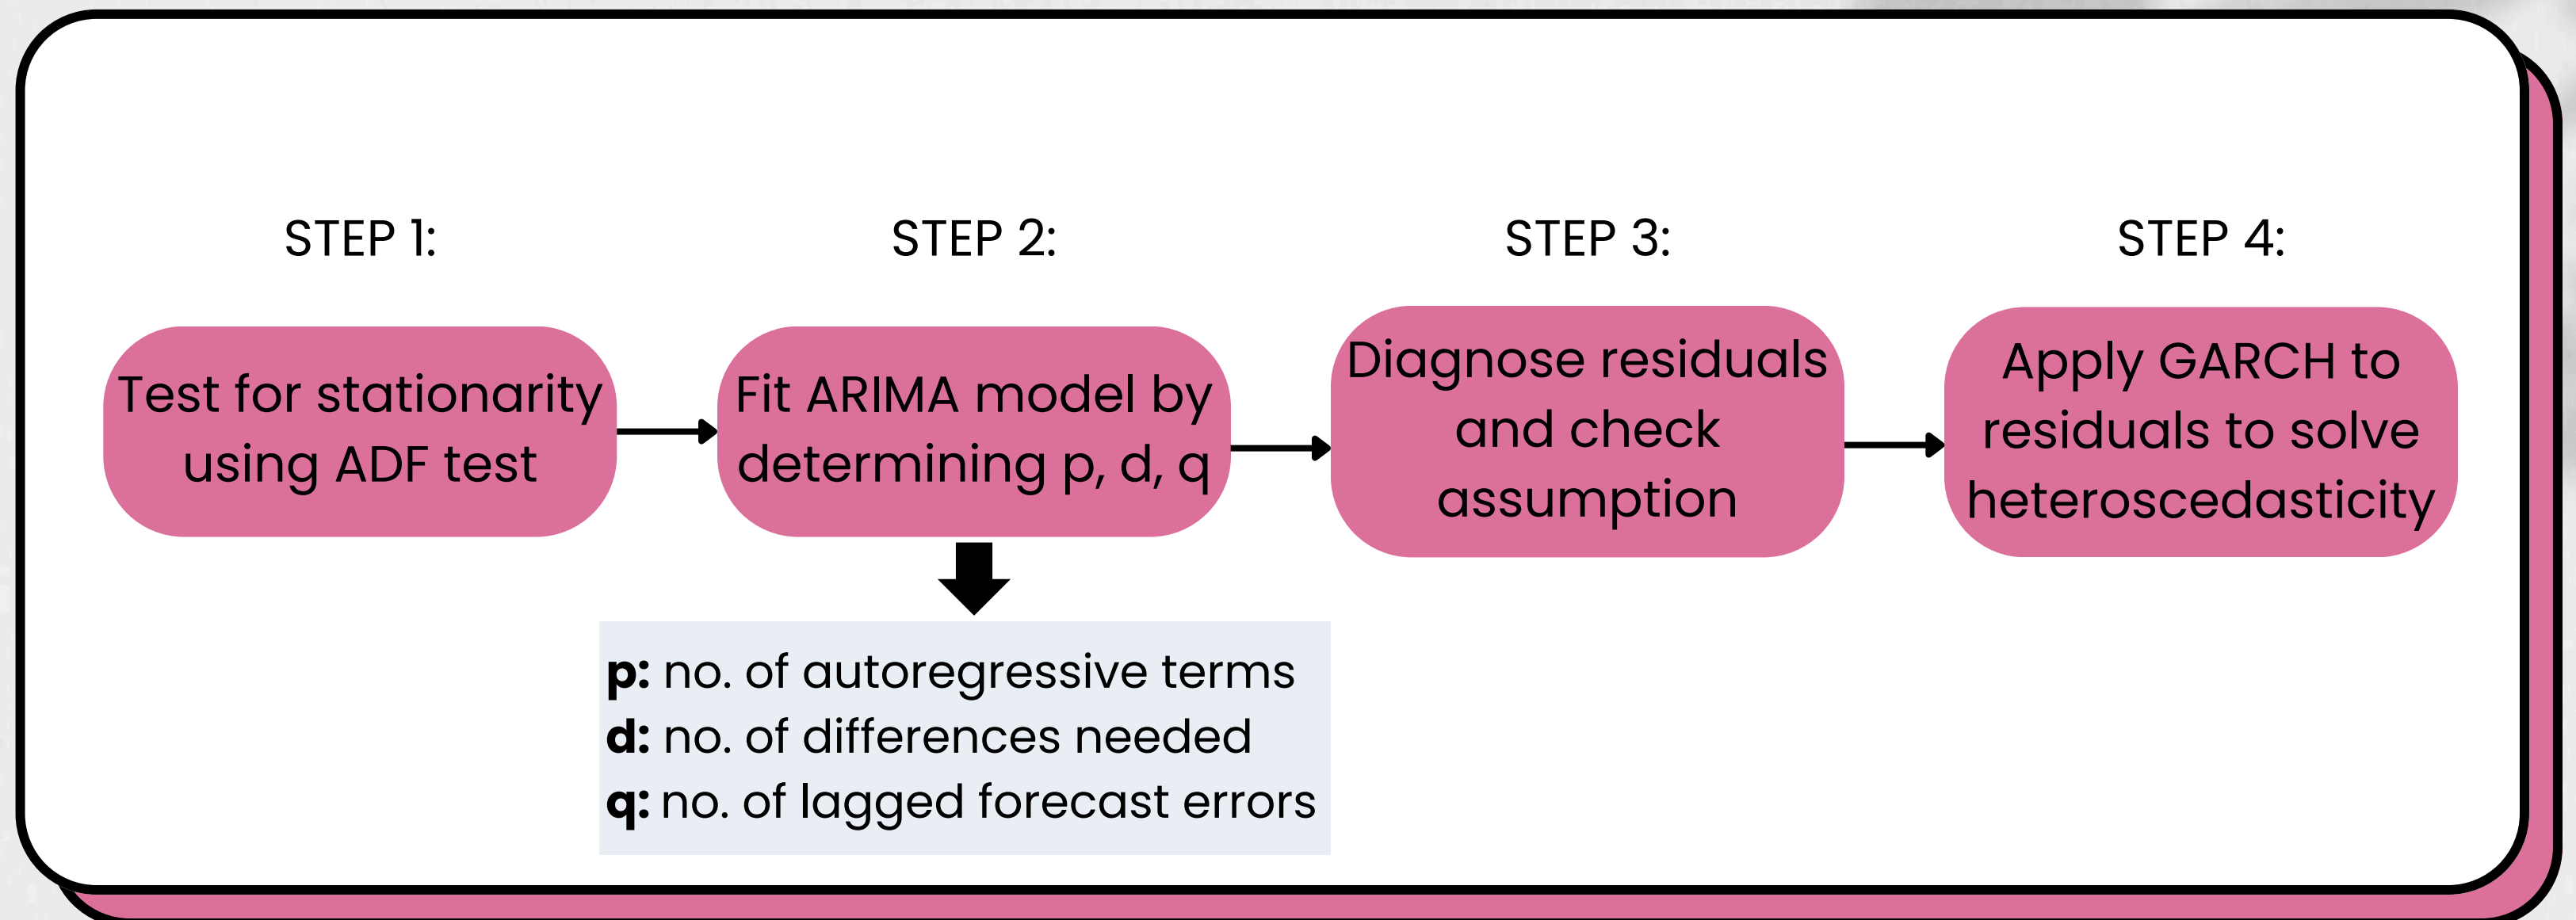 STEP 1:
Test for stationarity
using ADF test
STEP 2:
Fit ARIMA model by
determining p, d, q
p: no. of autoregressive terms
d: no. of differences needed
q: no. of lagged forecast errors
STEP 3:
Diagnose residuals
and check
assumption
STEP 4:
Apply GARCH to
residuals to solve
heteroscedasticity